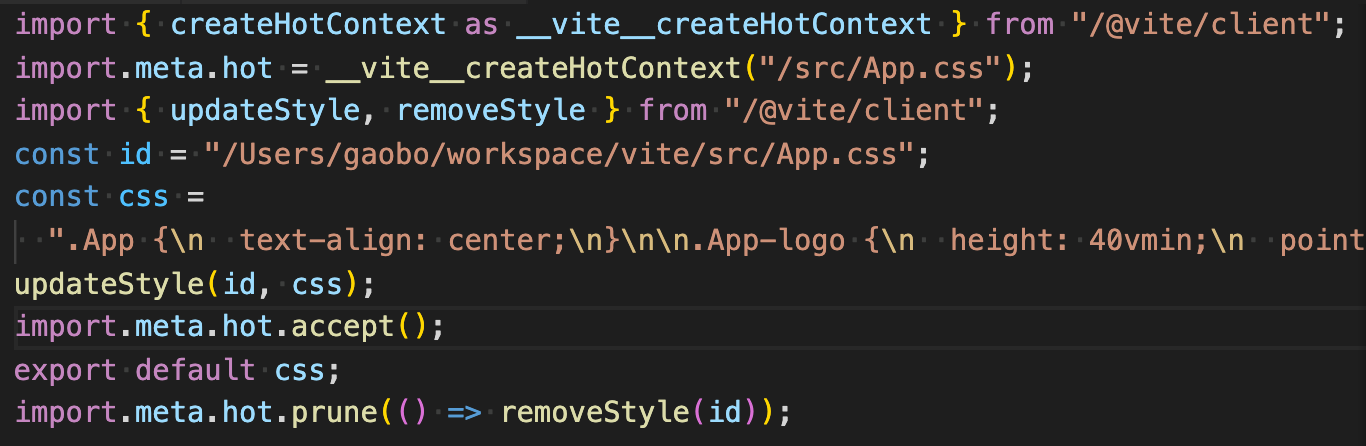 import { createHotContext as __vite__createHotContext } from "/@vite/client";
import.meta.hot = __vite__createHotContext("/src/App.css");
import { updateStyle, removeStyle } from "/@vite/client";
const id = "/Users/gaobo/workspace/vite/src/App.css";
const css =
  ".App {\n  text-align: center;\n}\n\n.App-logo {\n  height: 40vmin;\n  point
updateStyle(id, css);
import.meta.hot.accept();
export default css;
import.meta.hot.prune(() => removeStyle(id));